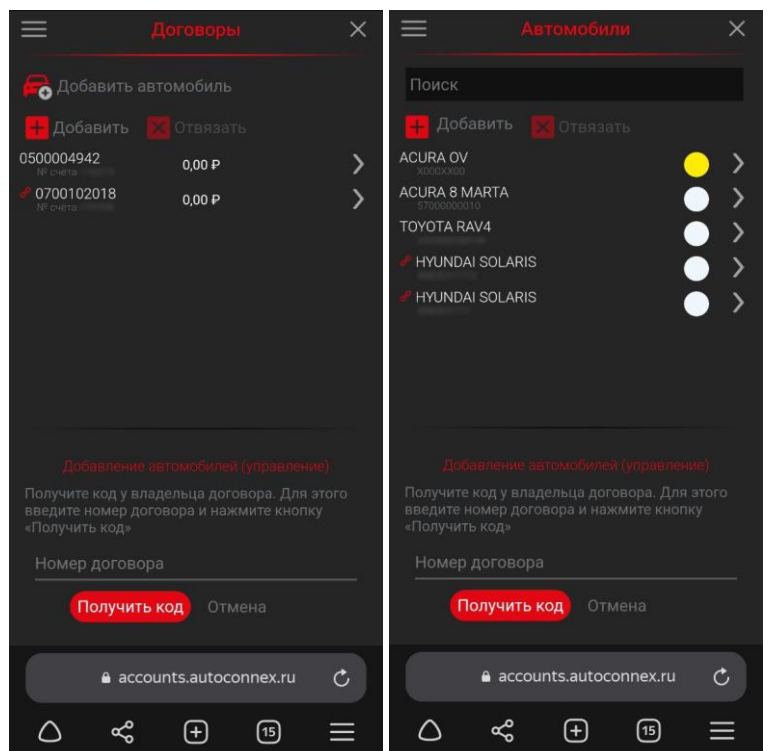 Договоры
Добавить автомобиль
Добавить Отвязать
0500004942 0,00 ₽
№ счёта
0700102018 0,00 ₽
№ счёта
Добавление автомобилей (управление)
Получите код у владельца договора. Для этого
введите номер договора и нажмите кнопку
«Получить код»
Номер договора
Получить код Отмена
accounts.autoconnex.ru
15
Автомобили
Поиск
Добавить Отвязать
ACURA OV
X000XX00
ACURA 8 MARTA
57000000010
TOYOTA RAV4
HYUNDAI SOLARIS
HYUNDAI SOLARIS
Добавление автомобилей (управление)
Получите код у владельца договора. Для этого
введите номер договора и нажмите кнопку
«Получить код»
Номер договора
Получить код Отмена
accounts.autoconnex.ru
15